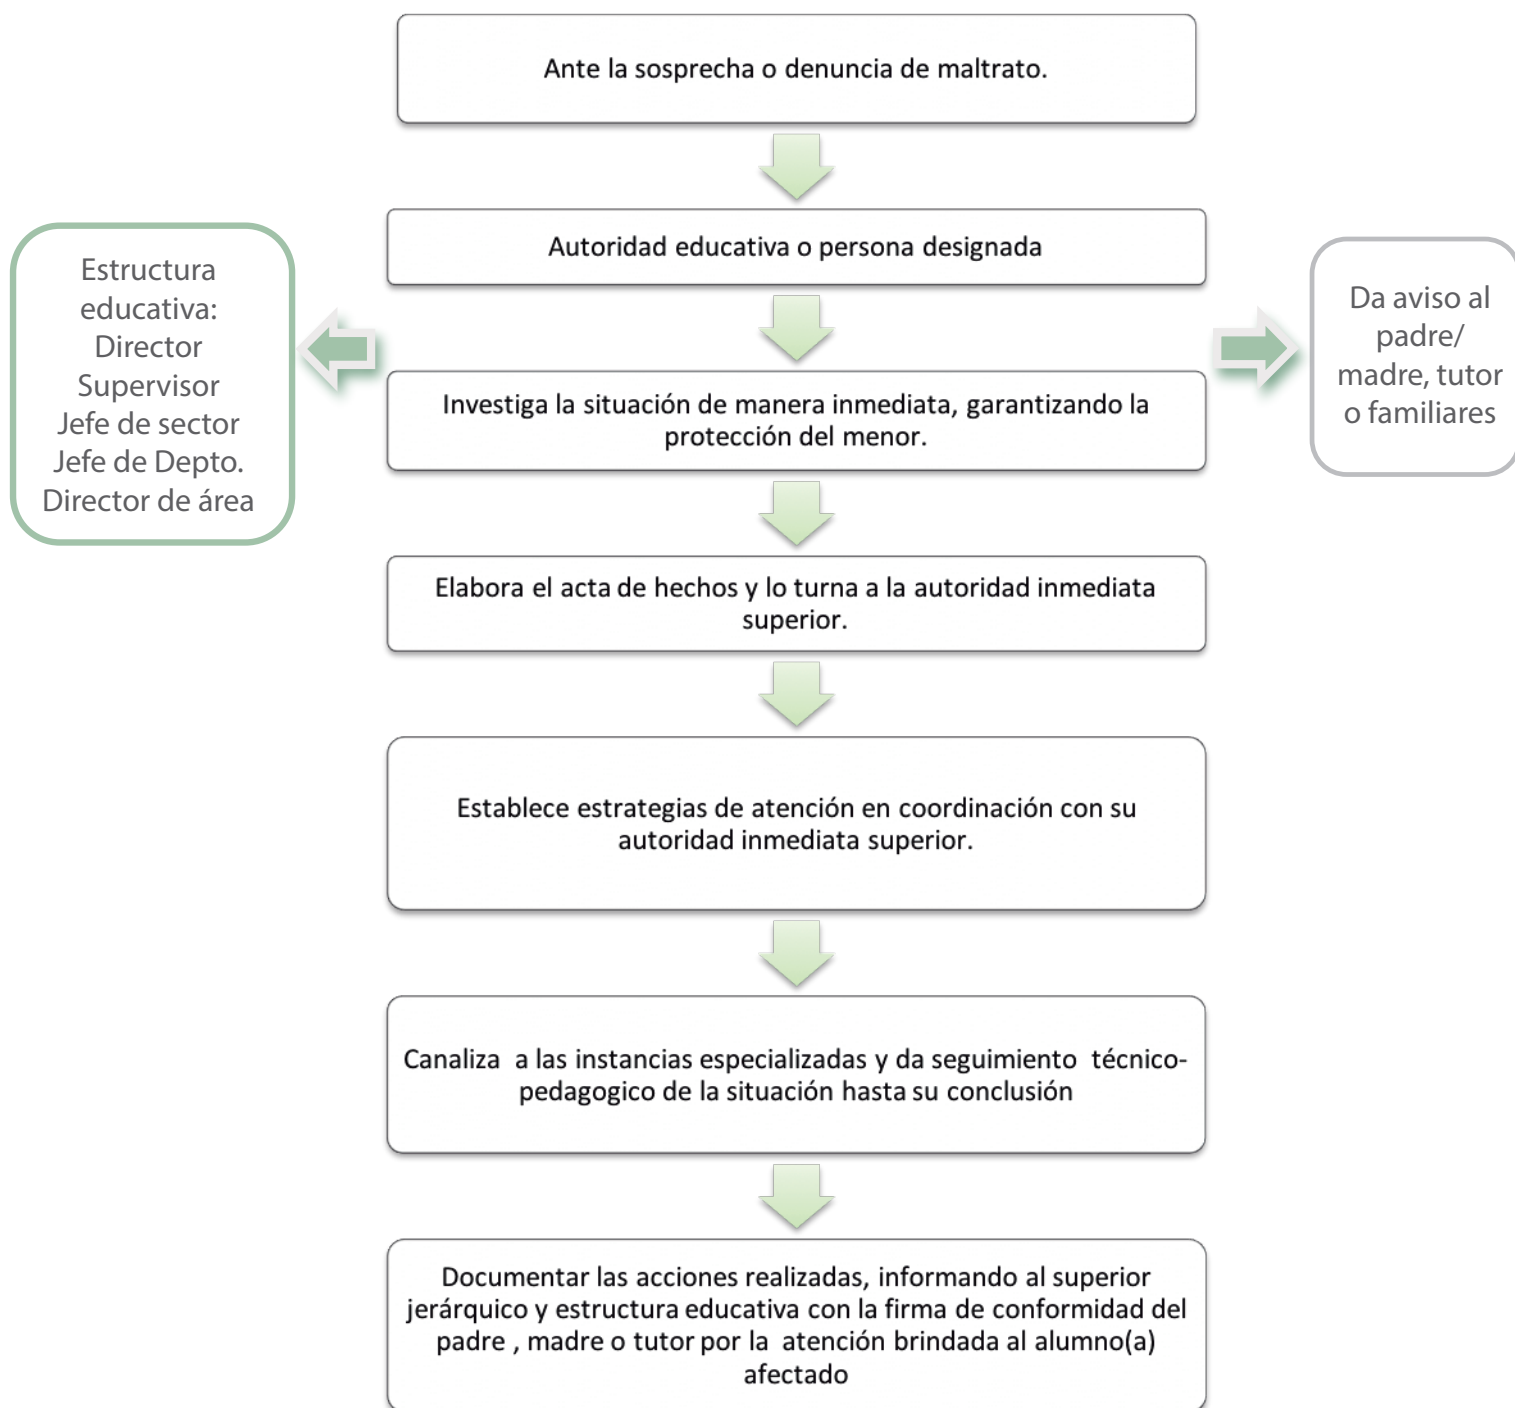 Ante la sosprecha o denuncia de maltrato.
Autoridad educativa o persona designada
Estructura
educativa:
Director
Supervisor
Jefe de sector
Jefe de Depto.
Director de área
Da aviso al
padre/
madre, tutor
o familiares
Investiga la situación de manera inmediata, garantizando la
protección del menor.
Elabora el acta de hechos y lo turna a la autoridad inmediata
superior.
Establece estrategias de atención en coordinación con su
autoridad inmediata superior.
Canaliza a las instancias especializadas y da seguimiento técnico-
pedagogico de la situación hasta su conclusión
Documentar las acciones realizadas, informando al superior
jerárquico y estructura educativa con la firma de conformidad del
padre , madre o tutor por la atención brindada al alumno(a)
afectado